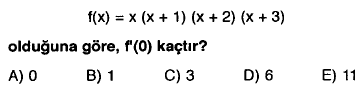 f(x) = x (x + 1) (x + 2) (x + 3)
olduğuna göre, f'(0) kaçtır?
A) 0 B) 1 C) 3 D) 6 E) 11